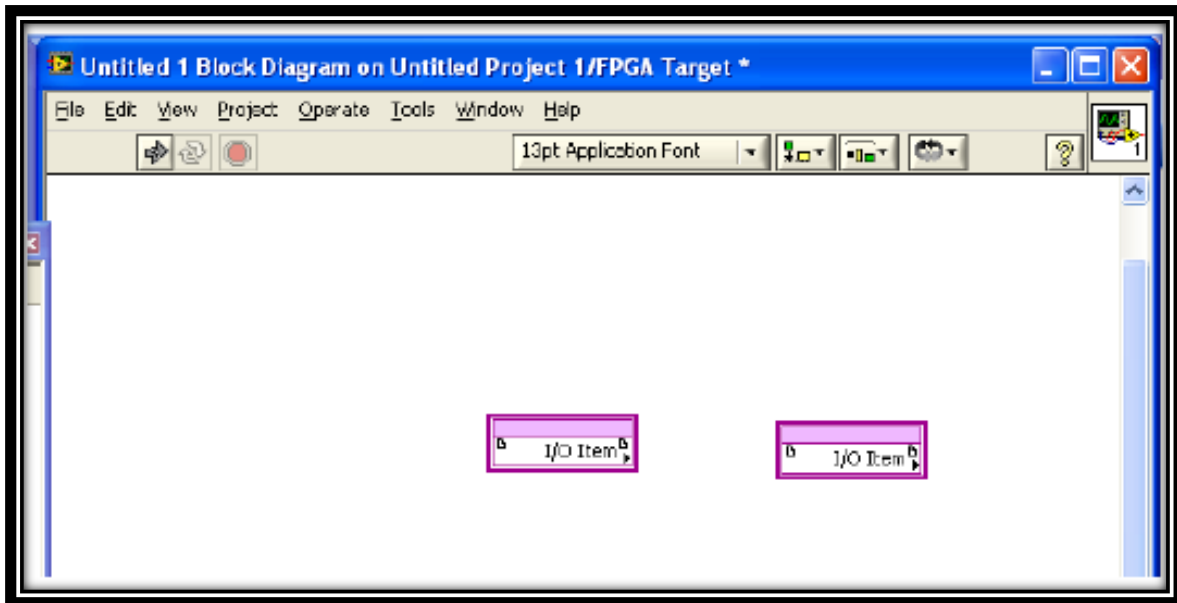 Untitled 1 Block Diagram on Untitled Project 1/FPGA Target *
File Edit View Project Operate Tools Window Help
13pt Application Font
?
1
I/O Item
I/O Item